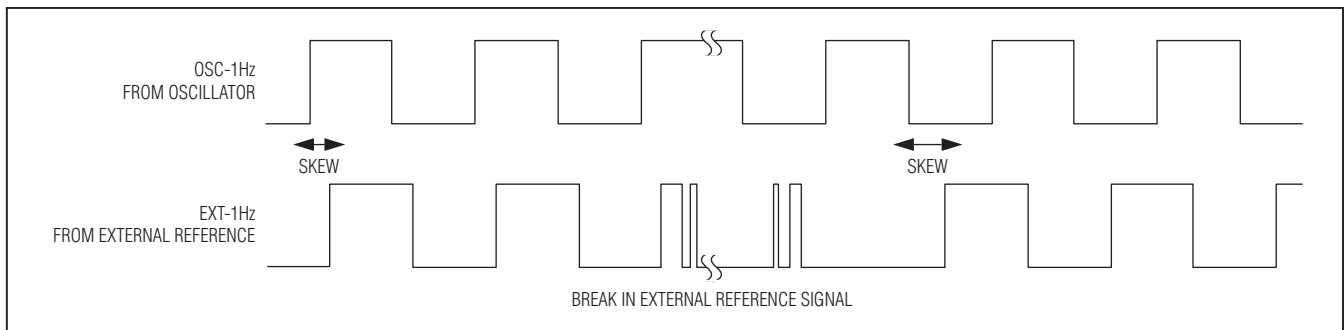 OSC-1Hz
FROM OSCILLATOR
SKEW
SKEW
EXT-1Hz
FROM EXTERNAL REFERENCE
BREAK IN EXTERNAL REFERENCE SIGNAL